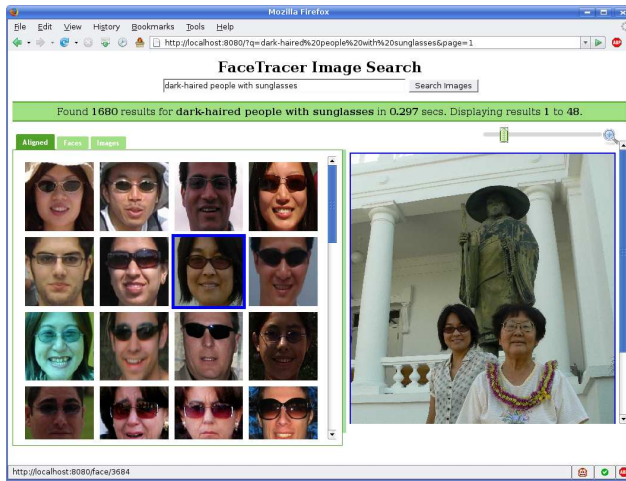 Mozilla Firefox
File Edit View History Bookmarks Tools Help
http://localhost:8080/?q=dark-haired%20people%20with%20sunglasses&page=1
FaceTracer Image Search
dark-haired people with sunglasses Search Images
Found 1680 results for dark-haired people with sunglasses in 0.297 secs. Displaying results 1 to 48.
Aligned Faces Images
http://localhost:8080/face/3684